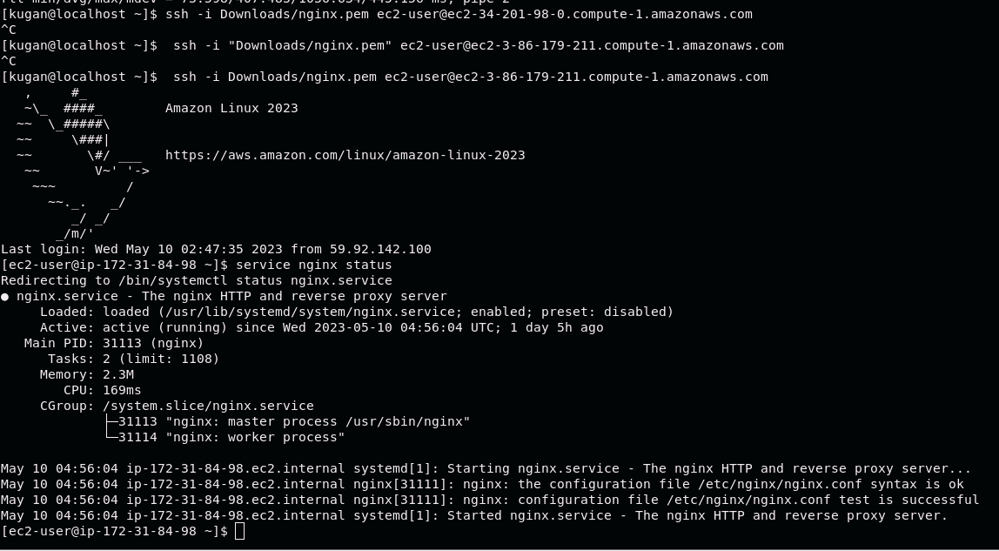 rtt min/avg/max/mdev = 73.998/407.485/1036.634/443.156 ms, pipe 2
[kugan@localhost ~]$ ssh -i Downloads/nginx.pem ec2-user@ec2-34-201-98-0.compute-1.amazonaws.com
^C
[kugan@localhost ~]$  ssh -i "Downloads/nginx.pem" ec2-user@ec2-3-86-179-211.compute-1.amazonaws.com
^C
[kugan@localhost ~]$  ssh -i Downloads/nginx.pem ec2-user@ec2-3-86-179-211.compute-1.amazonaws.com
   ,     #_
   ~\_  ####_        Amazon Linux 2023
  ~~  \_#####\
  ~~     \###|
  ~~       \#/ ___   https://aws.amazon.com/linux/amazon-linux-2023
   ~~       V~' '->
    ~~~         /
      ~~._.   _/
         _/ _/
       _/m/'
Last login: Wed May 10 02:47:35 2023 from 59.92.142.100
[ec2-user@ip-172-31-84-98 ~]$ service nginx status
Redirecting to /bin/systemctl status nginx.service
● nginx.service - The nginx HTTP and reverse proxy server
     Loaded: loaded (/usr/lib/systemd/system/nginx.service; enabled; preset: disabled)
     Active: active (running) since Wed 2023-05-10 04:56:04 UTC; 1 day 5h ago
   Main PID: 31113 (nginx)
      Tasks: 2 (limit: 1108)
     Memory: 2.3M
        CPU: 169ms
     CGroup: /system.slice/nginx.service
             ├─31113 "nginx: master process /usr/sbin/nginx"
             └─31114 "nginx: worker process"

May 10 04:56:04 ip-172-31-84-98.ec2.internal systemd[1]: Starting nginx.service - The nginx HTTP and reverse proxy server...
May 10 04:56:04 ip-172-31-84-98.ec2.internal nginx[31111]: nginx: the configuration file /etc/nginx/nginx.conf syntax is ok
May 10 04:56:04 ip-172-31-84-98.ec2.internal nginx[31111]: nginx: configuration file /etc/nginx/nginx.conf test is successful
May 10 04:56:04 ip-172-31-84-98.ec2.internal systemd[1]: Started nginx.service - The nginx HTTP and reverse proxy server.
[ec2-user@ip-172-31-84-98 ~]$